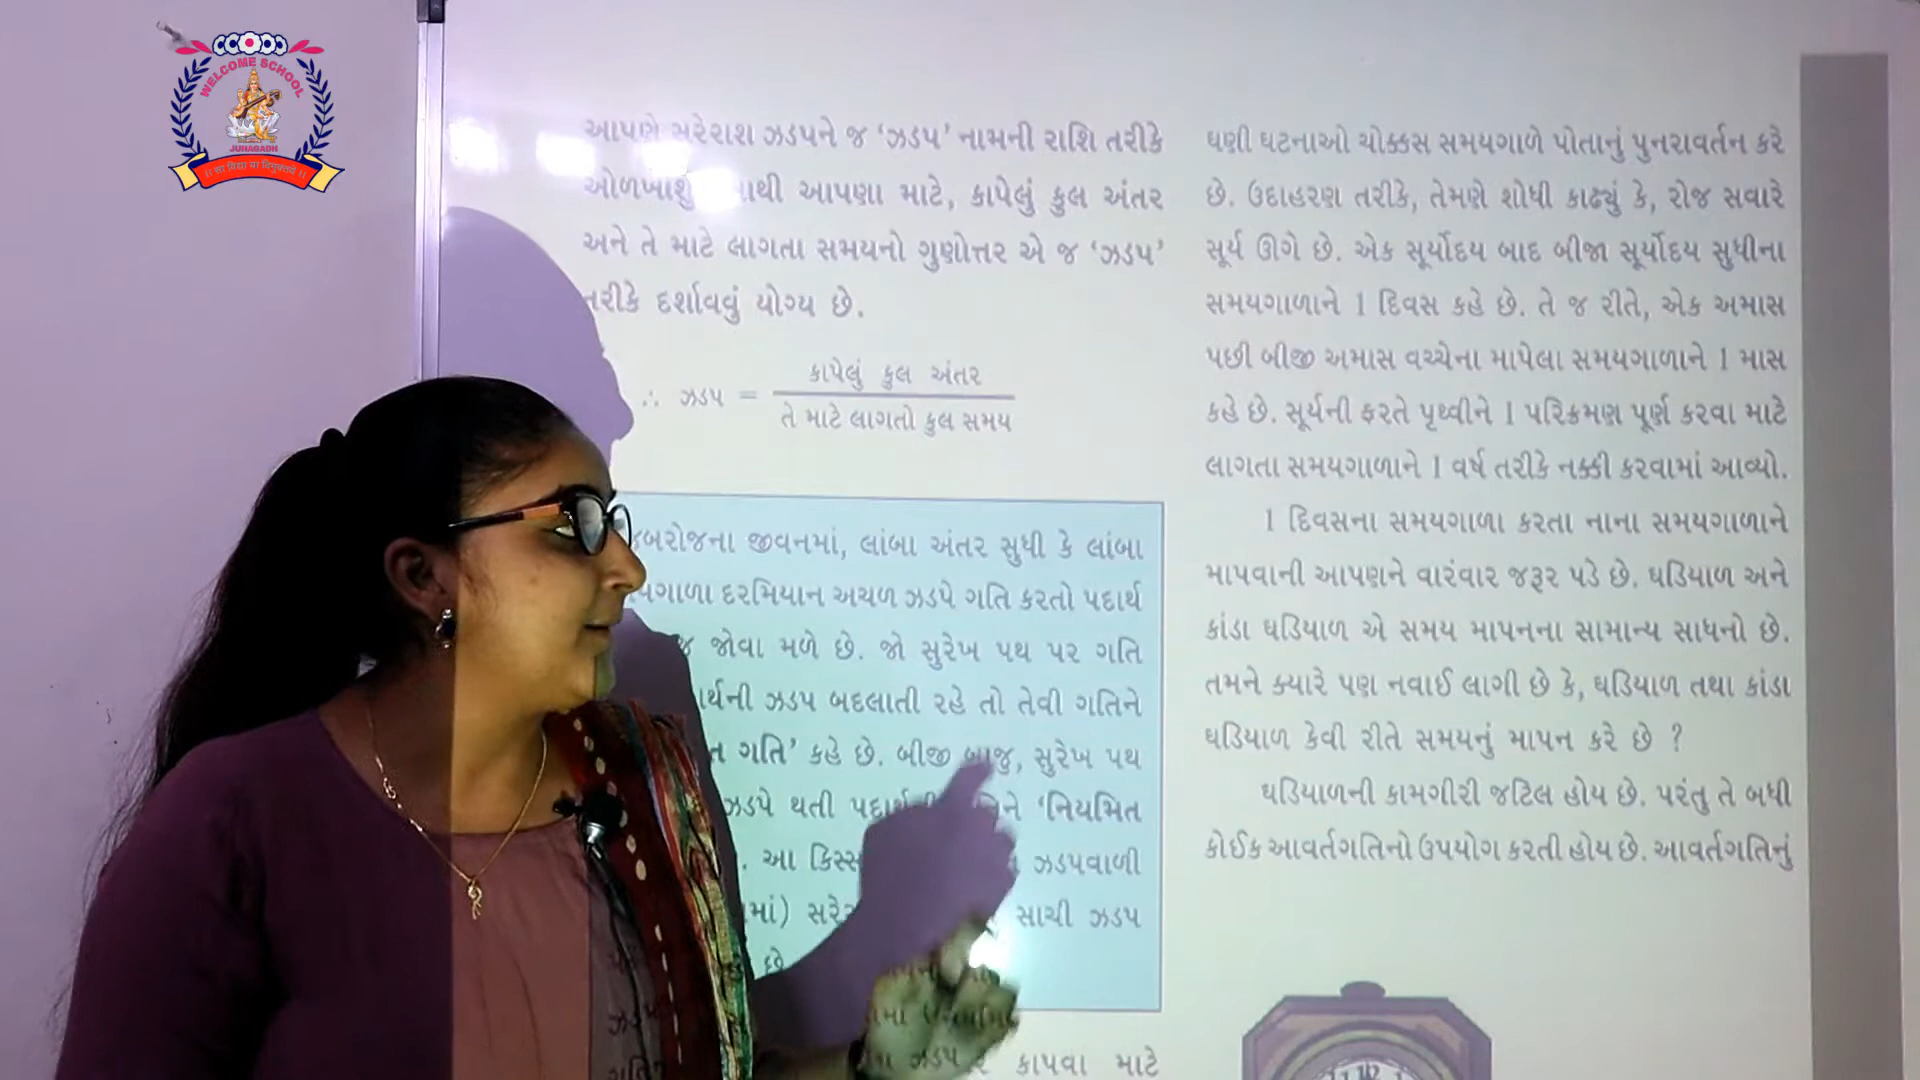 WELCOME SCHOOL
JUNAGADH
।। सा विद्या या विमुक्तये ।।
આપણે સરેરાશ ઝડપને જ ‘ઝડપ’ નામની રાશિ તરીકે
ઓળખાશું આપણા માટે, કાપેલું કુલ અંતર
અને તે માટે લાગતા સમયનો ગુણોત્તર એ જ ‘ઝડપ’
તરીકે દર્શાવવું યોગ્ય છે.
∴ ઝડપ = કાપેલું કુલ અંતર
તે માટે લાગતો કુલ સમય
જીવનમાં, લાંબા અંતર સુધી કે લાંબા
દરમિયાન અચળ ઝડપે ગતિ કરતો પદાર્થ
જ જોવા મળે છે. જો સુરેખ પથ પર ગતિ
ઝડપ બદલાતી રહે તો તેવી ગતિને
ગતિ’ કહે છે. બીજી બાજુ, સુરેખ પથ
ઝડપે થતી ‘નિયમિત
આ ઝડપવાળી
સાચી ઝડપ
છે
ઝડપે કાપવા માટે
ઘણી ઘટનાઓ ચોક્કસ સમયગાળે પોતાનું પુનરાવર્તન કરે
છે. ઉદાહરણ તરીકે, તેમણે શોધી કાઢ્યું કે, રોજ સવારે
સૂર્ય ઊગે છે. એક સૂર્યોદય બાદ બીજા સૂર્યોદય સુધીના
સમયગાળાને 1 દિવસ કહે છે. તે જ રીતે, એક અમાસ
પછી બીજી અમાસ વચ્ચેના માપેલા સમયગાળાને 1 માસ
કહે છે. સૂર્યની ફરતે પૃથ્વીને 1 પરિક્રમણ પૂર્ણ કરવા માટે
લાગતા સમયગાળાને 1 વર્ષ તરીકે નક્કી કરવામાં આવ્યો.
1 દિવસના સમયગાળા કરતા નાના સમયગાળાને
માપવાની આપણને વારંવાર જરૂર પડે છે. ઘડિયાળ અને
કાંડા ઘડિયાળ એ સમય માપનના સામાન્ય સાધનો છે.
તમને ક્યારે પણ નવાઈ લાગી છે કે, ઘડિયાળ તથા કાંડા
ઘડિયાળ કેવી રીતે સમયનું માપન કરે છે ?
ઘડિયાળની કામગીરી જટિલ હોય છે. પરંતુ તે બધી
કોઈક આવર્તગતિનો ઉપયોગ કરતી હોય છે. આવર્તગતિનું
11 12 1